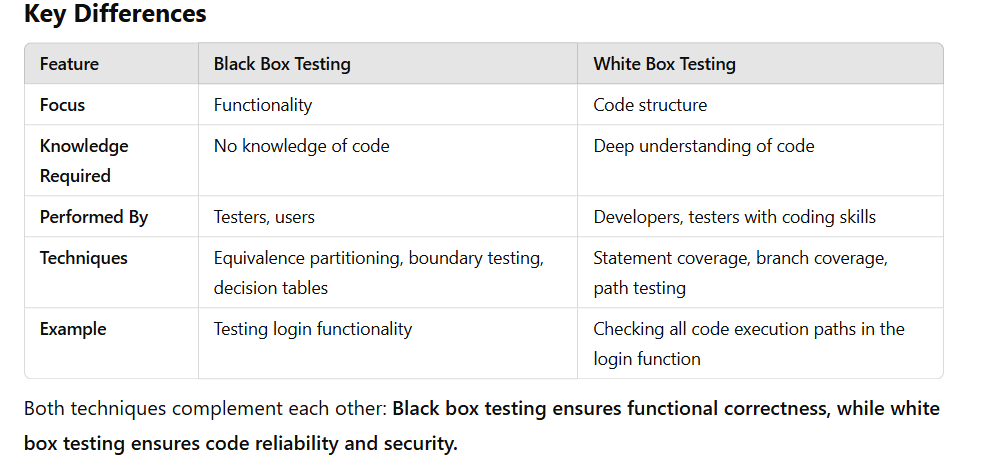 Key Differences
Feature Black Box Testing White Box Testing
Focus Functionality Code structure
Knowledge Required No knowledge of code Deep understanding of code
Performed By Testers, users Developers, testers with coding skills
Techniques Equivalence partitioning, boundary testing, decision tables Statement coverage, branch coverage, path testing
Example Testing login functionality Checking all code execution paths in the login function
Both techniques complement each other: Black box testing ensures functional correctness, while white
box testing ensures code reliability and security.